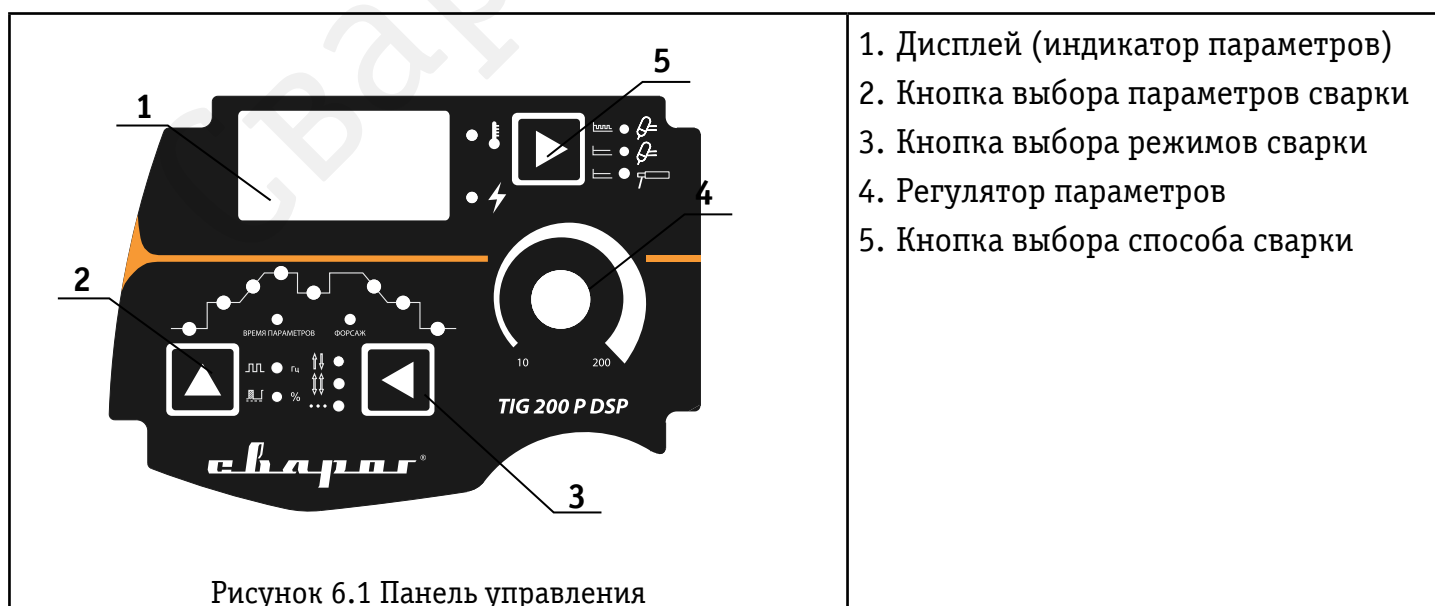 Сварог
5
1
4
2
ВРЕМЯ ПАРАМЕТРОВ ФОРСАЖ
Гц
%
10 200
TIG 200 P DSP
сварог®
3
Рисунок 6.1 Панель управления
1. Дисплей (индикатор параметров)
2. Кнопка выбора параметров сварки
3. Кнопка выбора режимов сварки
4. Регулятор параметров
5. Кнопка выбора способа сварки